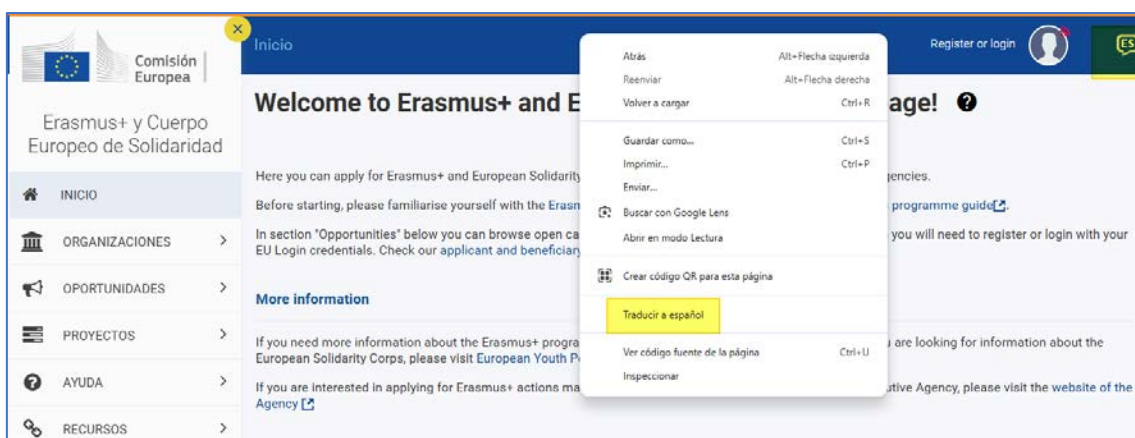 Comisión
Europea
Erasmus+ y Cuerpo
Europeo de Solidaridad
INICIO
ORGANIZACIONES
OPORTUNIDADES
PROYECTOS
AYUDA
RECURSOS
Inicio
Register or login
ES
Welcome to Erasmus+ and E age!
Here you can apply for Erasmus+ and European Solidarity gencies.
Before starting, please familiarise yourself with the Erasm programme guide.
In section "Opportunities" below you can browse open ca you will need to register or login with your
EU Login credentials. Check our applicant and beneficiary
More information
If you need more information about the Erasmus+ progra are looking for information about the
European Solidarity Corps, please visit European Youth P
If you are interested in applying for Erasmus+ actions ma utive Agency, please visit the website of the
Agency
Atrás Alt+Flecha izquierda
Reenviar Alt+Flecha derecha
Volver a cargar Ctrl+R
Guardar como... Ctrl+S
Imprimir... Ctrl+P
Enviar...
Buscar con Google Lens
Abrir en modo Lectura
Crear código QR para esta página
Traducir a español
Ver código fuente de la página Ctrl+U
Inspeccionar